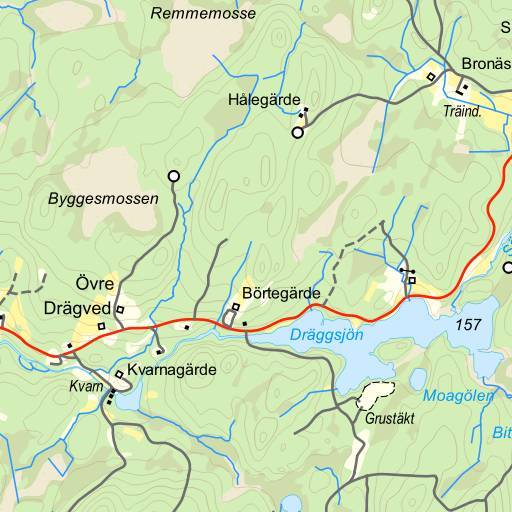 Remmemosse
S
Bronäs
Hålegärde
Träind.
Byggesmossen
Övre
Drägved
Börtegärde
Dräggsjön
157
Kvarnagärde
Kvarn
Moagölen
Grustäkt
Bit